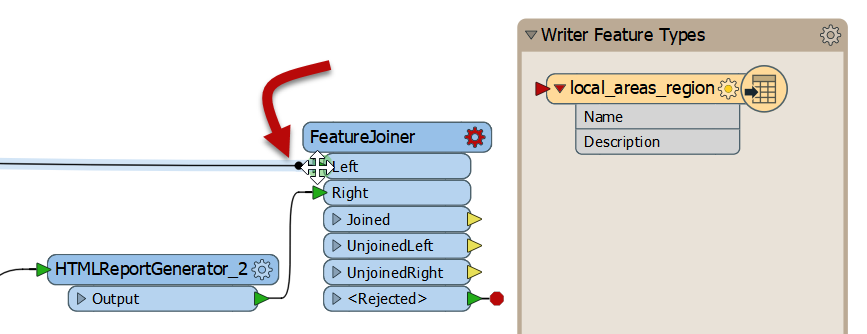 Writer Feature Types
local_areas_region
Name
Description
FeatureJoiner
Left
Right
Joined
UnjoinedLeft
UnjoinedRight
<Rejected>
HTMLReportGenerator_2
Output